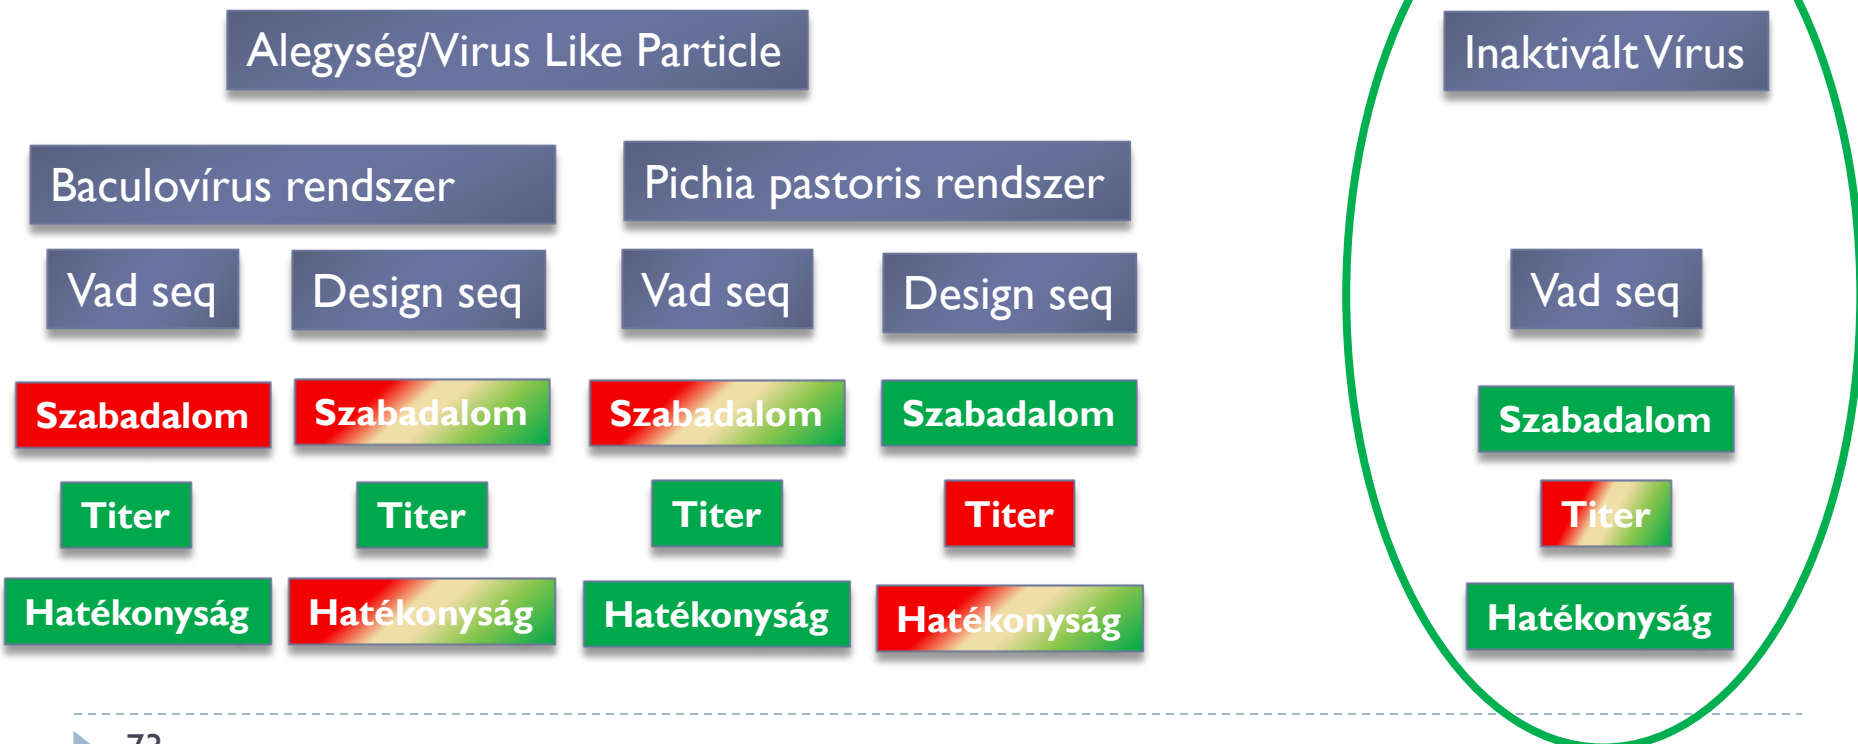 Alegység/Virus Like Particle
Inaktivált Vírus
Baculovírus rendszer
Pichia pastoris rendszer
Vad seq
Design seq
Vad seq
Design seq
Vad seq
Szabadalom
Szabadalom
Szabadalom
Szabadalom
Szabadalom
Titer
Titer
Titer
Titer
Titer
Hatékonyság
Hatékonyság
Hatékonyság
Hatékonyság
Hatékonyság